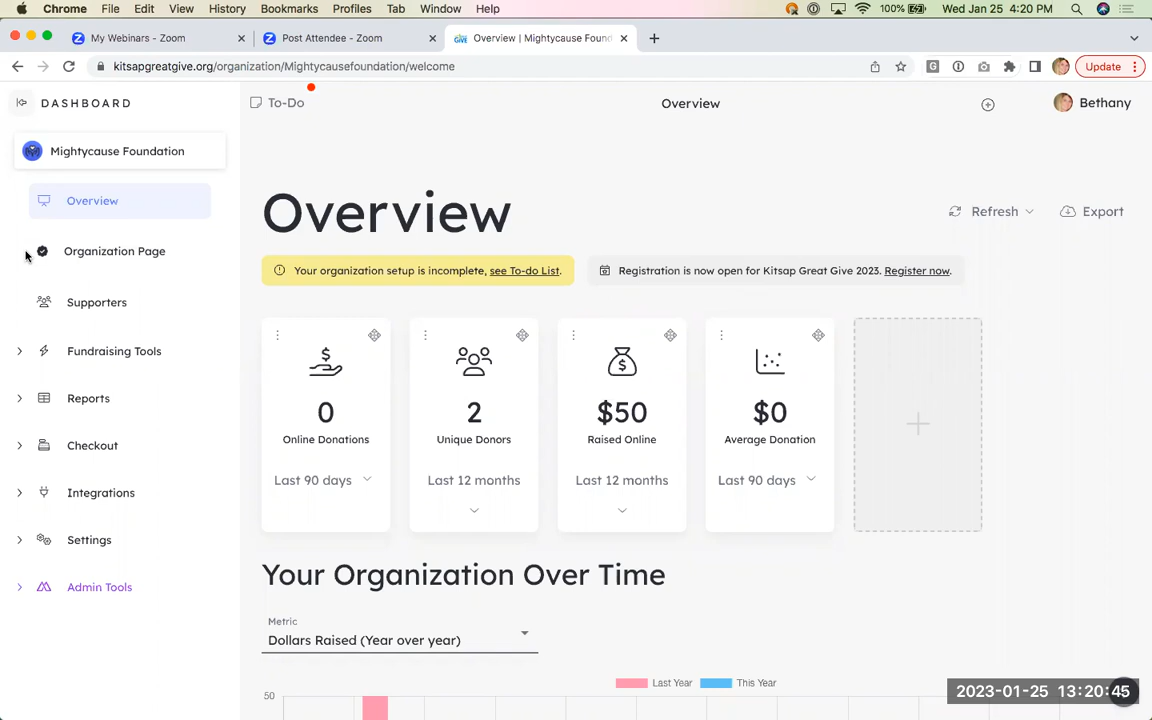 Chrome File Edit View History Bookmarks Profiles Tab Window Help 100% Wed Jan 25 4:20 PM
My Webinars - Zoom Post Attendee - Zoom Overview | Mightycause Found
kitsapgreatgive.org/organization/Mightycausefoundation/welcome Update
DASHBOARD To-Do Overview Bethany
Mightycause Foundation
Overview
Organization Page
Supporters
Fundraising Tools
Reports
Checkout
Integrations
Settings
Admin Tools
Overview Refresh Export
Your organization setup is incomplete, see To-do List. Registration is now open for Kitsap Great Give 2023. Register now.
0 2 $50 $0
Online Donations Unique Donors Raised Online Average Donation
Last 90 days Last 12 months Last 12 months Last 90 days
Your Organization Over Time
Metric
Dollars Raised (Year over year)
Last Year This Year
50
2023-01-25 13:20:45